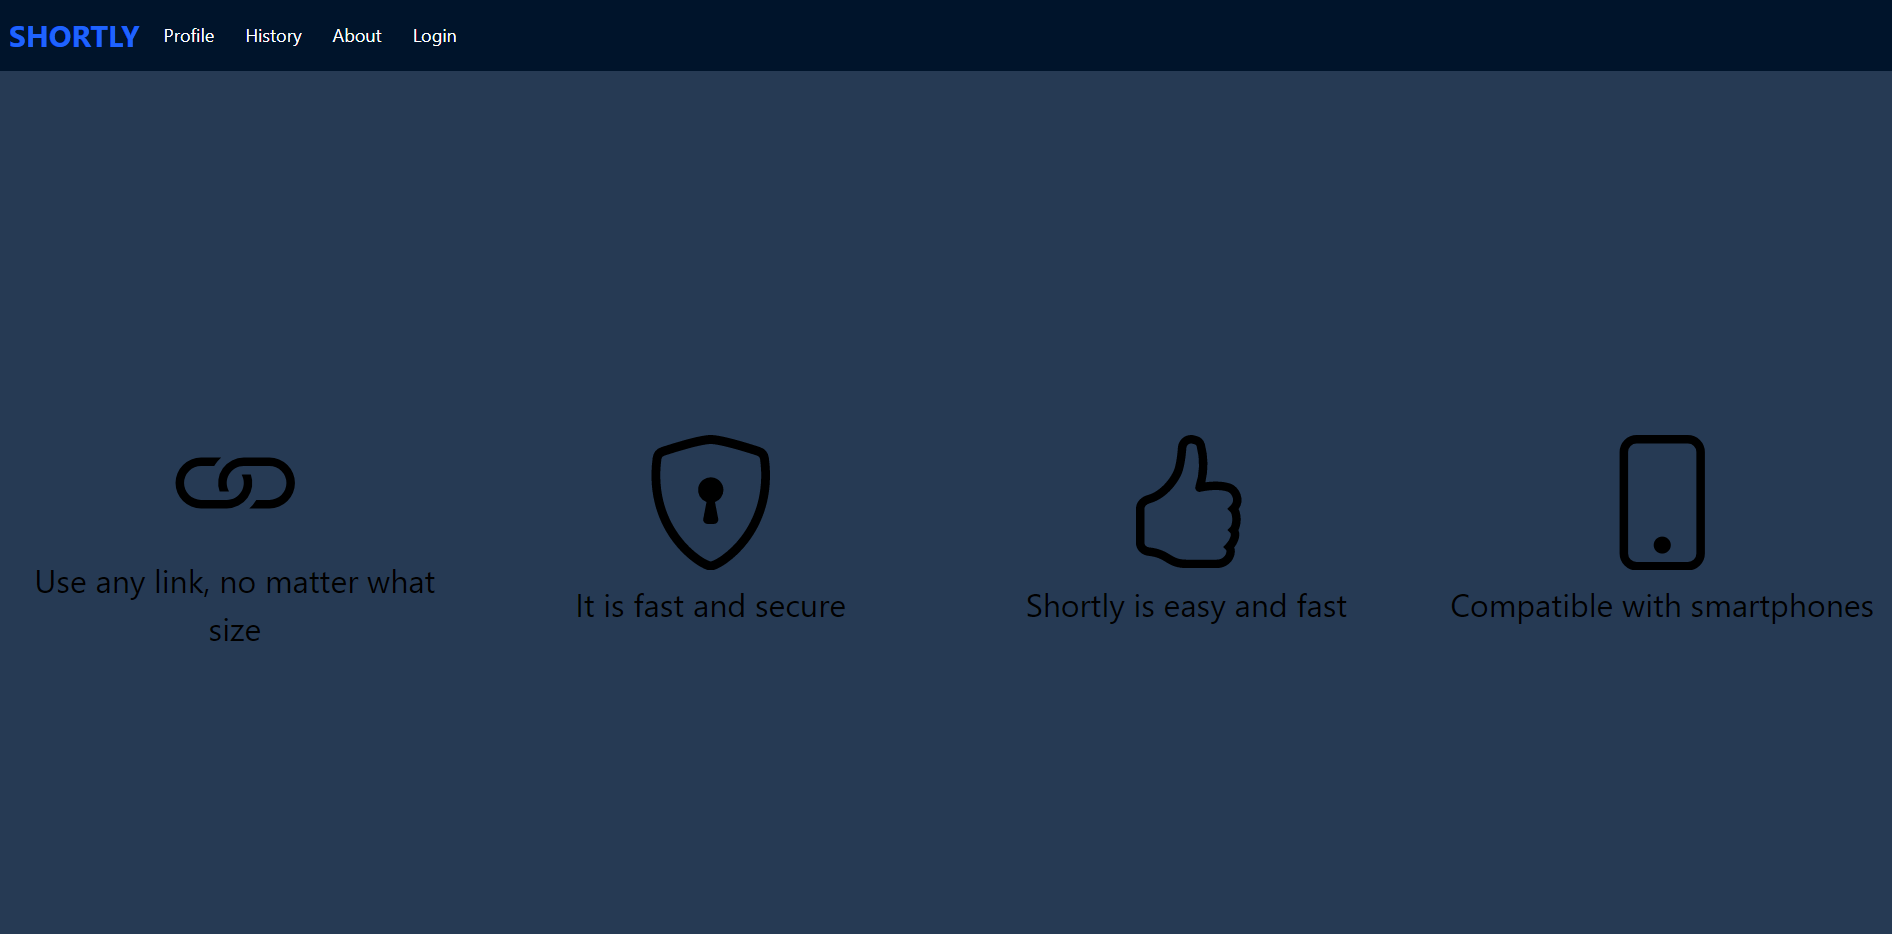 SHORTLY Profile History About Login
Use any link, no matter what
size
It is fast and secure
Shortly is easy and fast
Compatible with smartphones